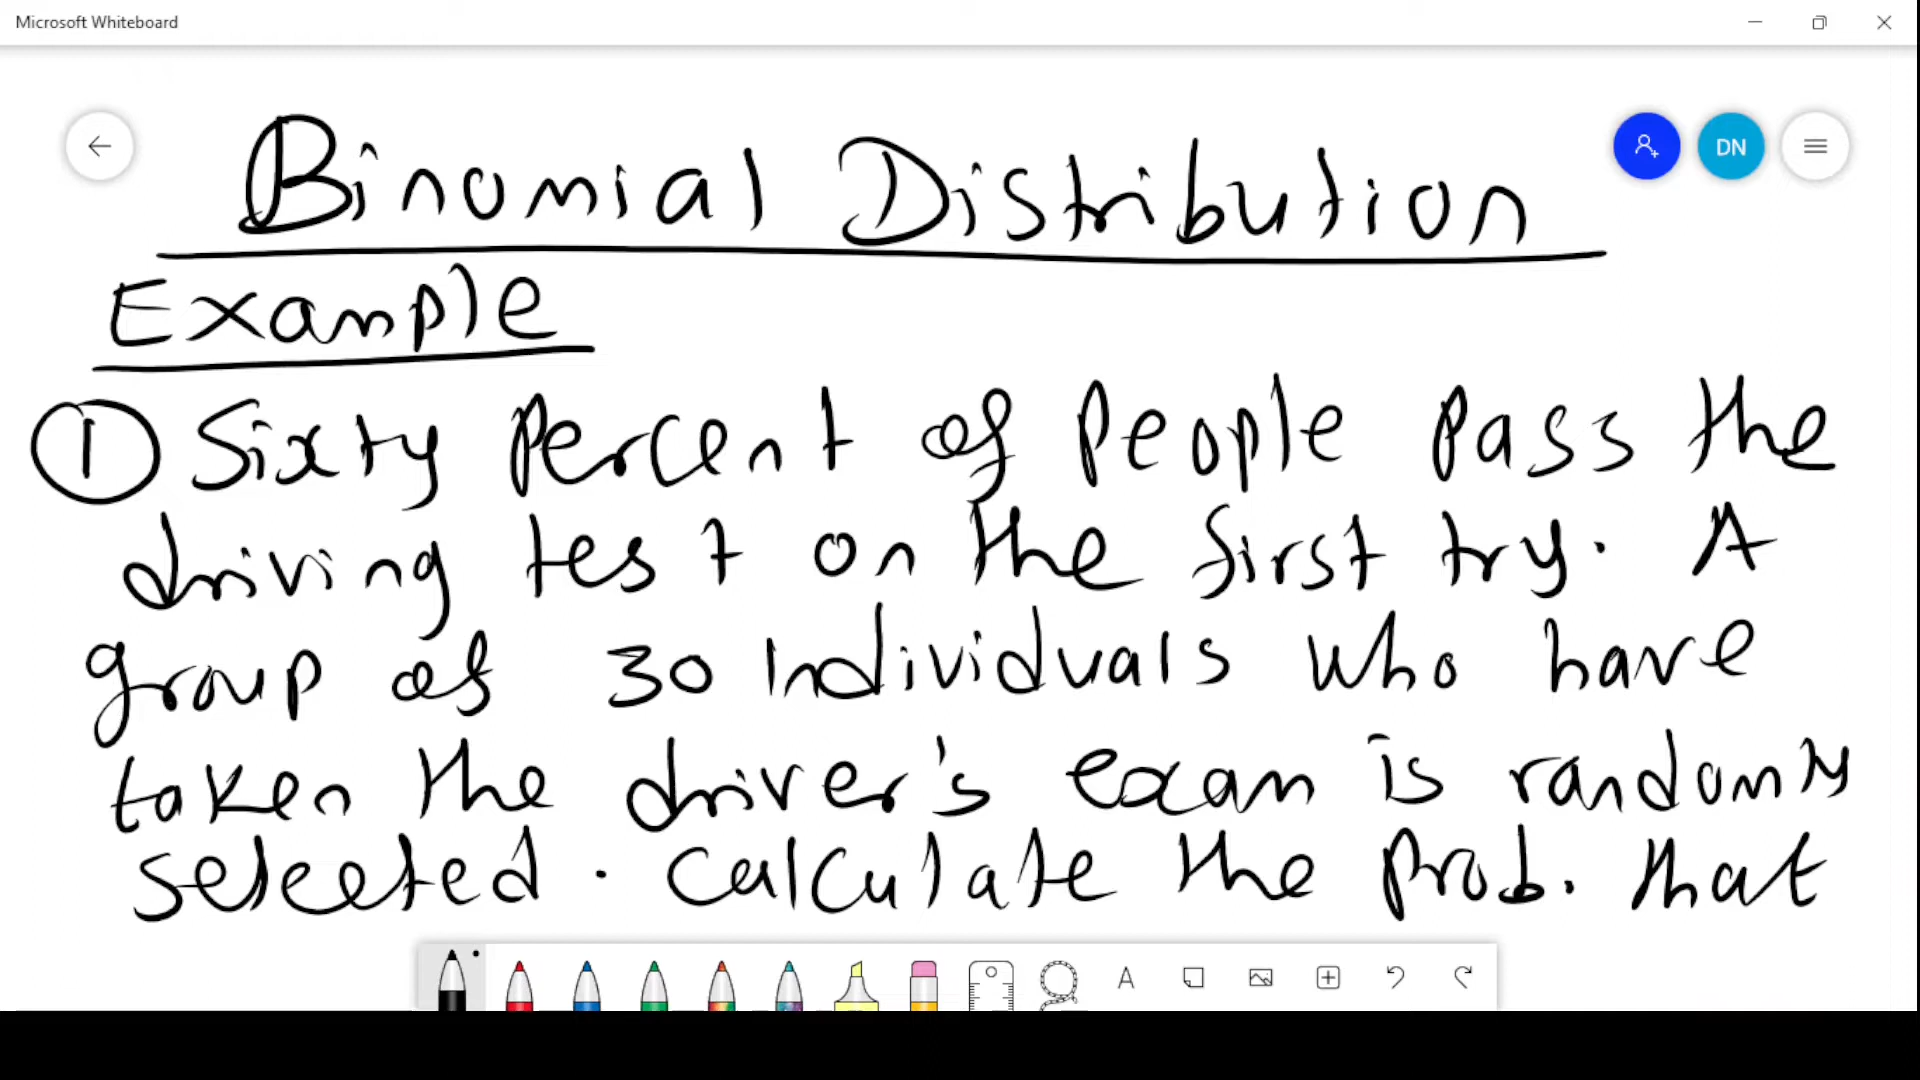 Microsoft Whiteboard
DN
Binomial Distribution
Example
① Sixty Percent of People Pass the
driving test on the first try. A
group of 30 individuals who have
taken the driver's exam is randomly
selected. Calculate the Prob. that
A